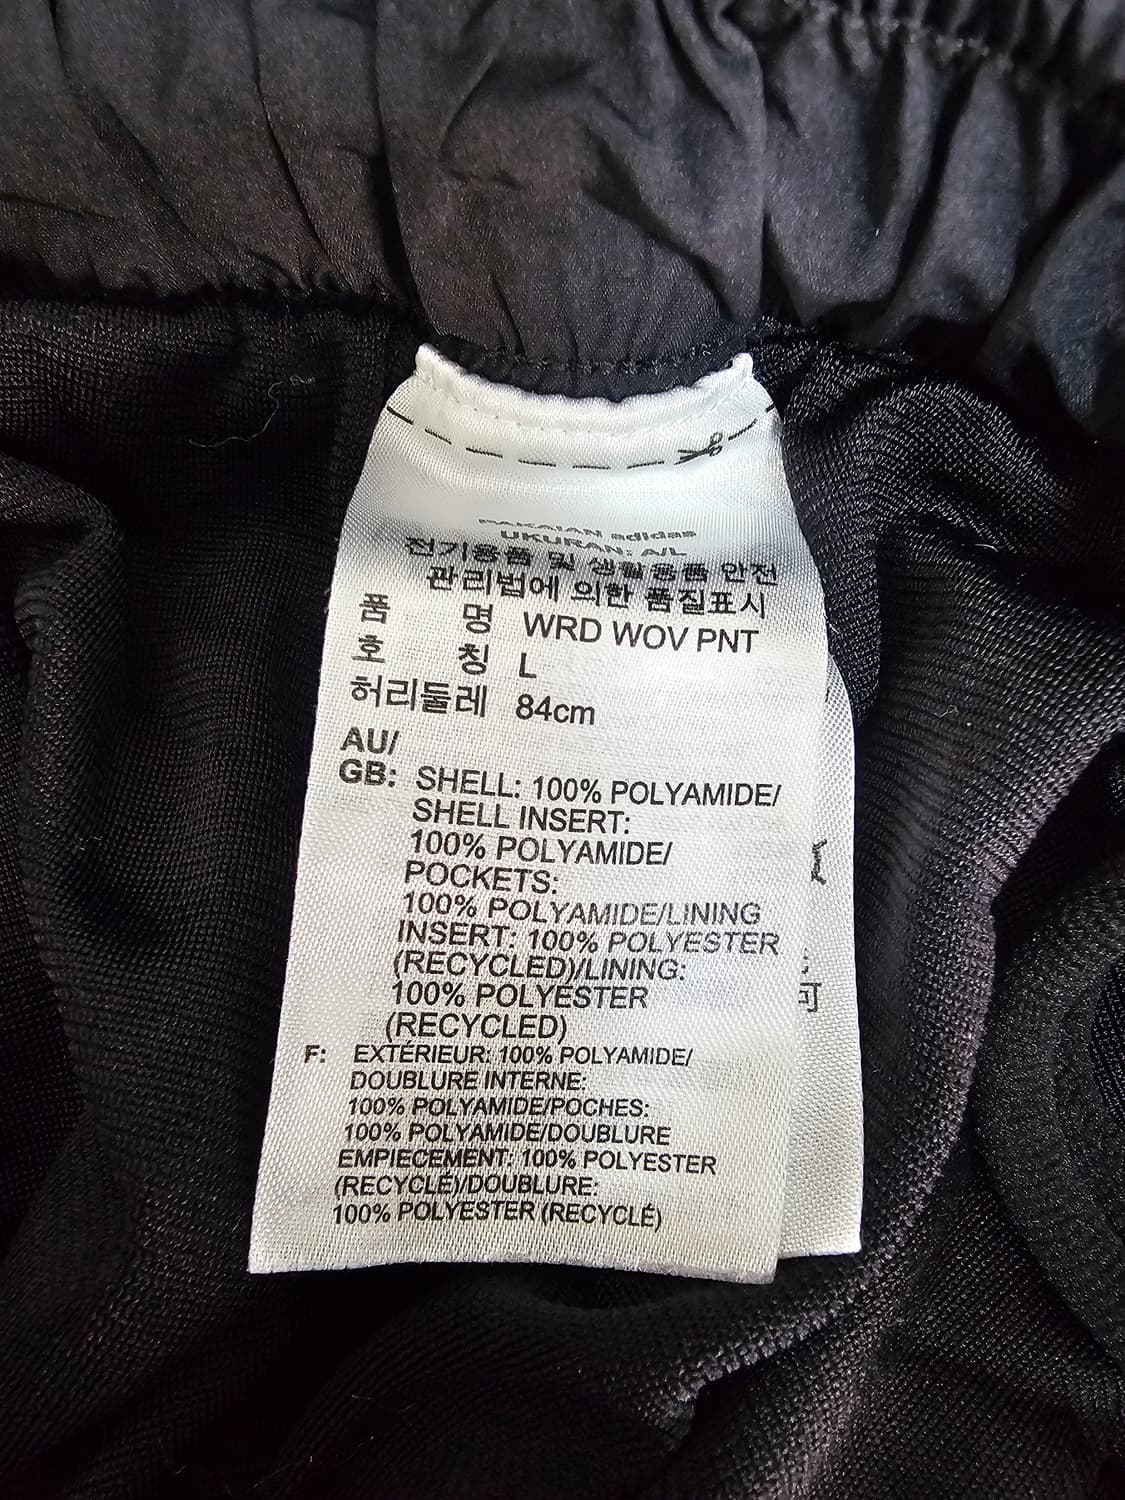 PAKAIAN adidas
UKURAN: A/L
전기용품 및 생활용품 안전
관리법에 의한 품질표시
품 명 WRD WOV PNT
호 칭 L
허리둘레 84cm
AU/
GB: SHELL: 100% POLYAMIDE/
SHELL INSERT:
100% POLYAMIDE/
POCKETS:
100% POLYAMIDE/LINING
INSERT: 100% POLYESTER
(RECYCLED)/LINING:
100% POLYESTER
(RECYCLED)
F: EXTÉRIEUR: 100% POLYAMIDE/
DOUBLURE INTERNE:
100% POLYAMIDE/POCHES:
100% POLYAMIDE/DOUBLURE
EMPIECEMENT: 100% POLYESTER
(RECYCLÉ)/DOUBLURE:
100% POLYESTER (RECYCLÉ)